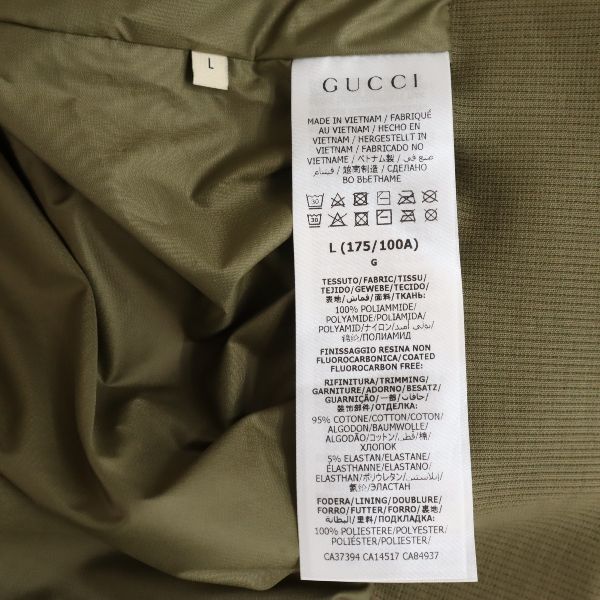 L
GUCCI
MADE IN VIETNAM / FABRIQUÉ
AU VIETNAM / HECHO EN
VIETNAM / HERGESTELLT IN
VIETNAM / FABRICADO NO
VIETNAME / ベトナム製 / صنع في
فيتنام / 越南制造 / СДЕЛАНО
ВО ВЬЕТНАМЕ
30
30
L (175/100A)
G
TESSUTO/FABRIC/TISSU/
TEJIDO/GEWEBE/TECIDO/
表地/قماش/面料/ТКАНЬ:
100% POLIAMMIDE/
POLYAMIDE/POLIAMIDA/
POLYAMID/ナイロン/بولي أميد/
锦纶/ПОЛИАМИД
FINISSAGGIO RESINA NON
FLUOROCARBONICA/COATED
FLUOROCARBON FREE:
RIFINITURA/TRIMMING/
GARNITURE/ADORNO/BESATZ/
GUARNIÇÃO/一部/حافات/
装饰部件/ОТДЕЛКА:
95% COTONE/COTTON/COTON/
ALGODON/BAUMWOLLE/
ALGODÃO/コットン/قطن/棉/
ХЛОПОК
5% ELASTAN/ELASTANE/
ELASTHANNE/ELASTANO/
ELASTHAN/ポリウレタン/إيلاستين/
氨纶/ЭЛАСТАН
FODERA/LINING/DOUBLURE/
FORRO/FUTTER/FORRO/裏地/
البطانة/里料/ПОДКЛАДКА:
100% POLIESTERE/POLYESTER/
POLIÉSTER/POLYESTER/
CA37394 CA14517 CA84937